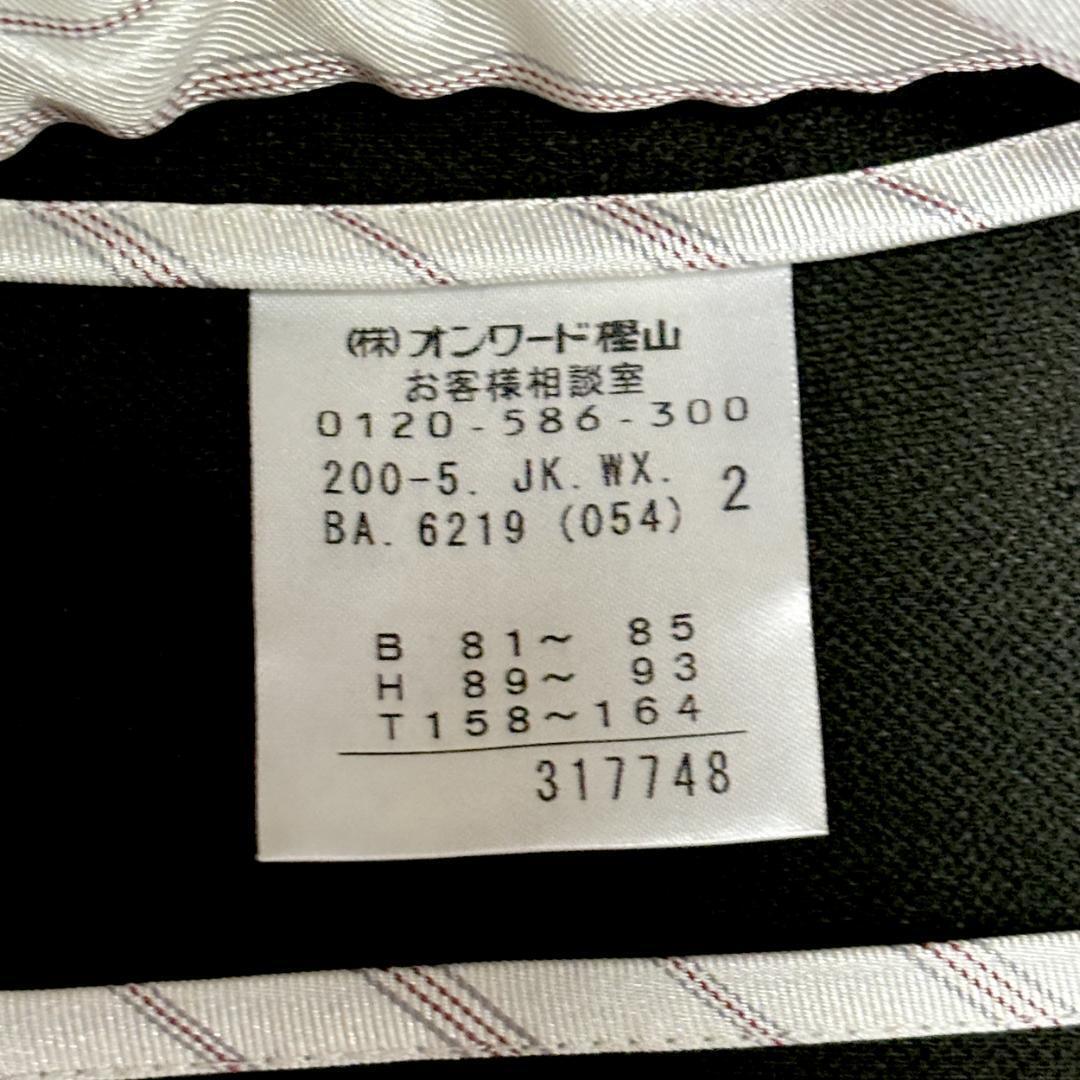 (株)オンワード樫山
お客様相談室
0120-586-300
200-5. JK.WX. 2
BA. 6219 (054)
B 81～ 85
H 89～ 93
T158～164
317748